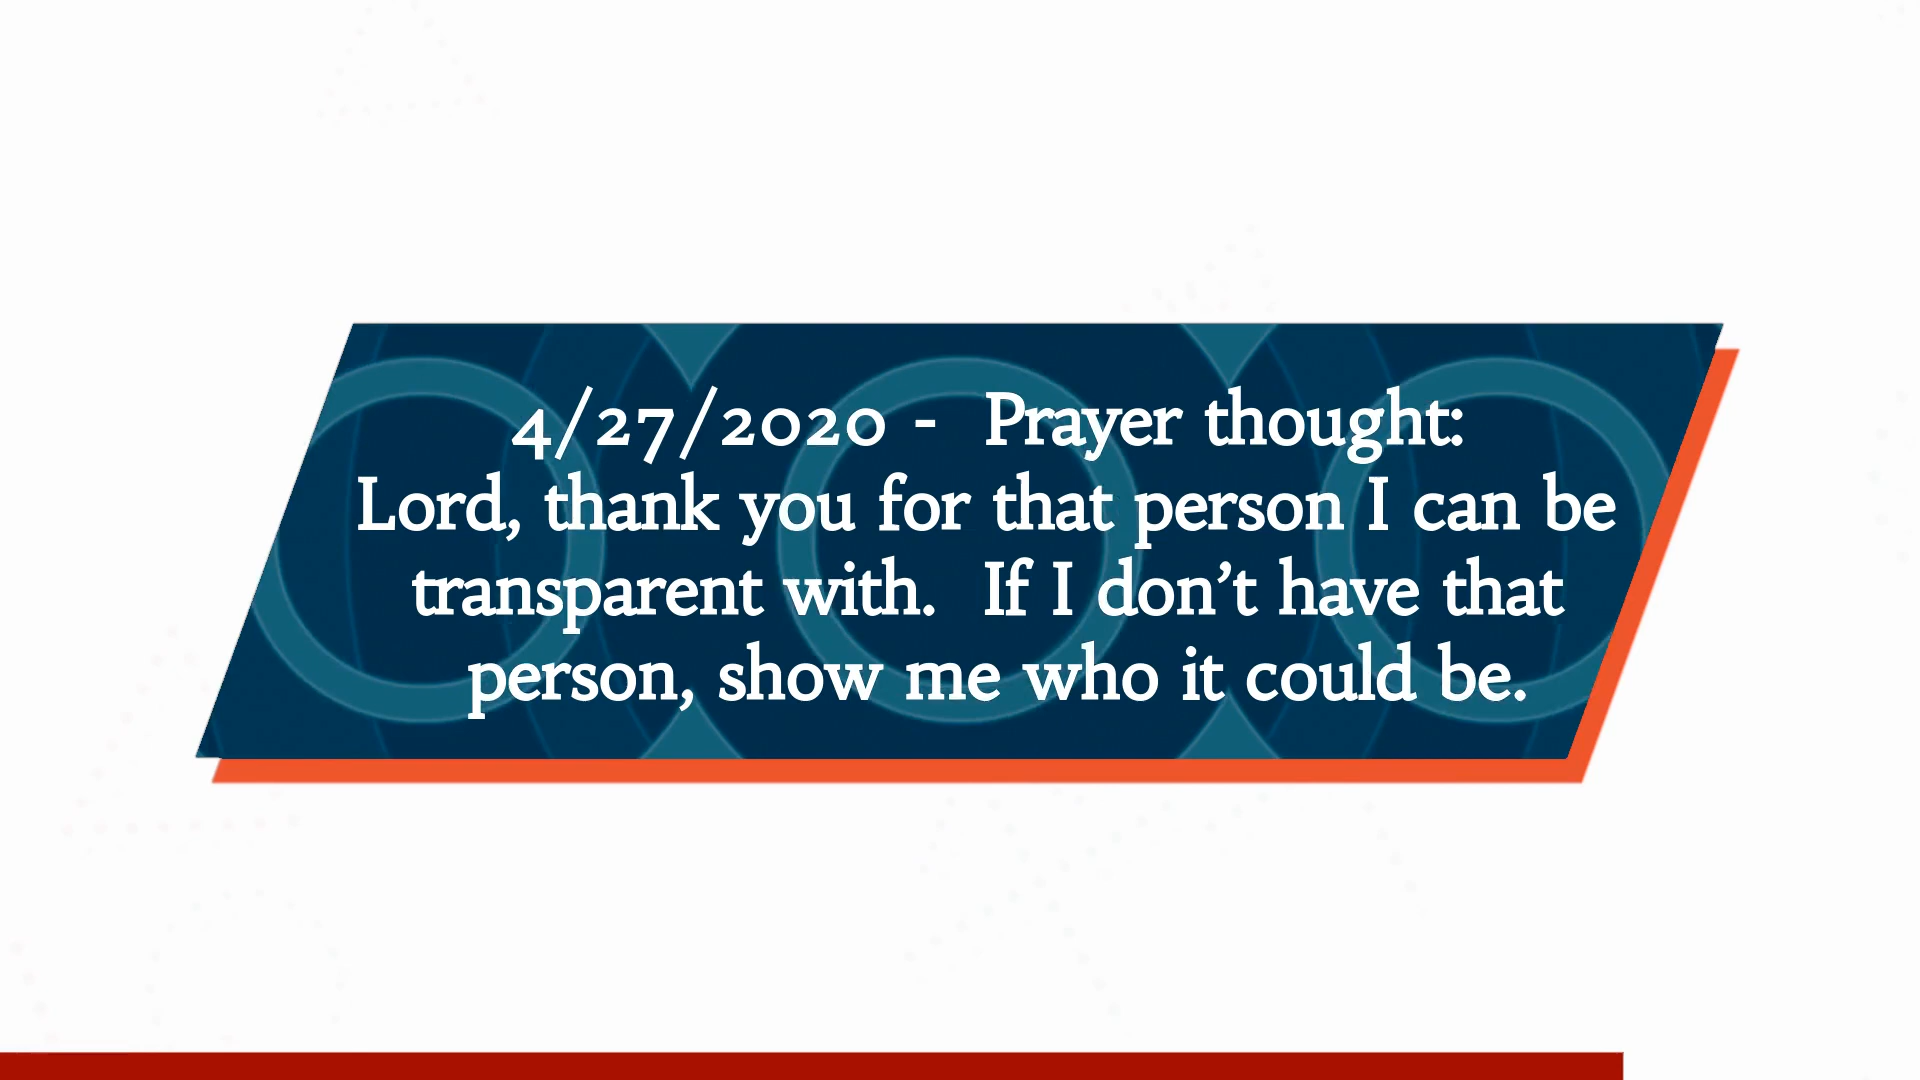 4/27/2020 -  Prayer thought:
Lord, thank you for that person I can be
transparent with.  If I don’t have that
person, show me who it could be.